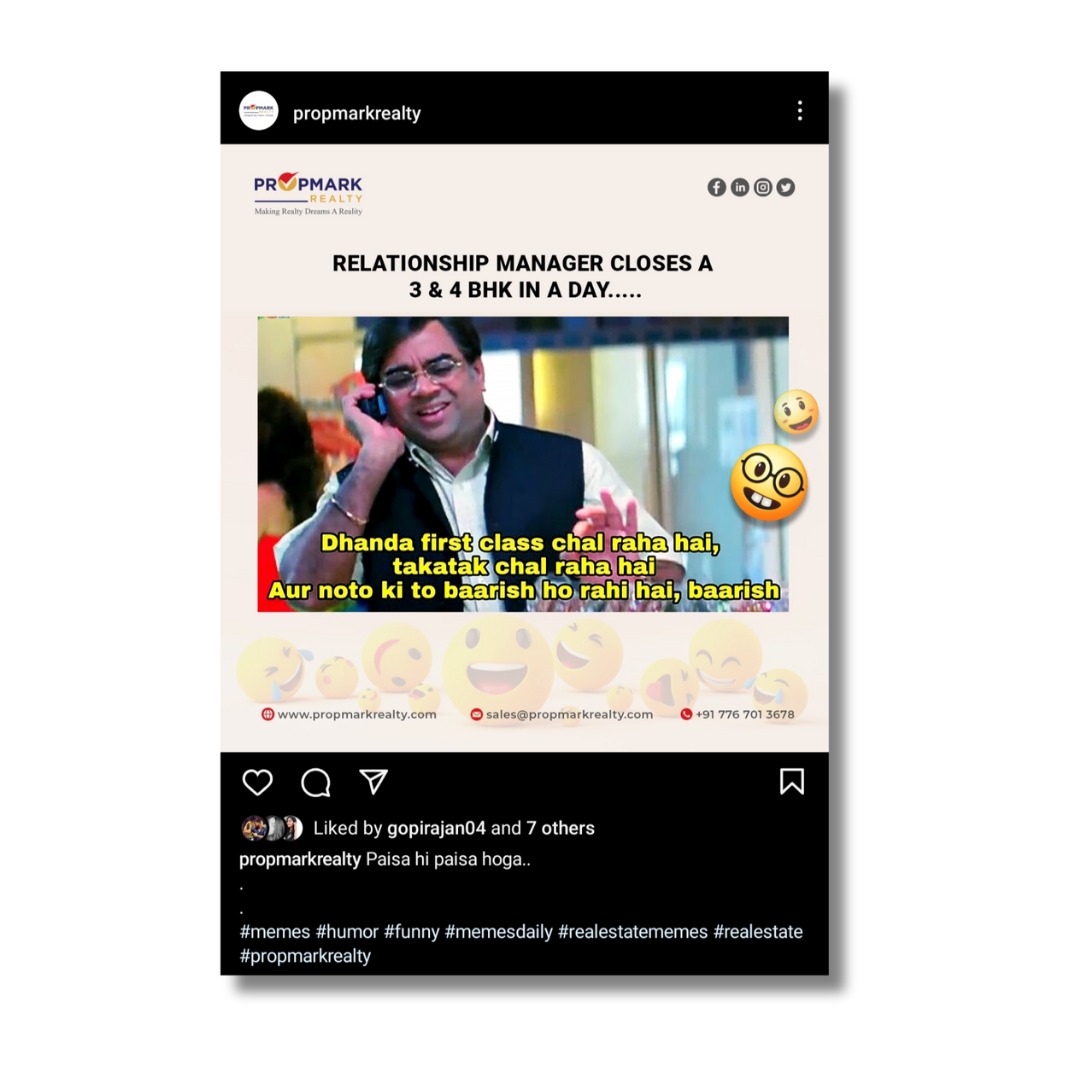 propmarkrealty
PROPMARK
REALTY
Making Realty Dreams A Reality
RELATIONSHIP MANAGER CLOSES A
3 & 4 BHK IN A DAY.....
Dhanda first class chal raha hai,
takatak chal raha hai
Aur noto ki to baarish ho rahi hai, baarish
www.propmarkrealty.com
sales@propmarkrealty.com
+91 776 701 3678
Liked by gopirajan04 and 7 others
propmarkrealty Paisa hi paisa hoga..
.
.
#memes #humor #funny #memesdaily #realestatememes #realestate
#propmarkrealty